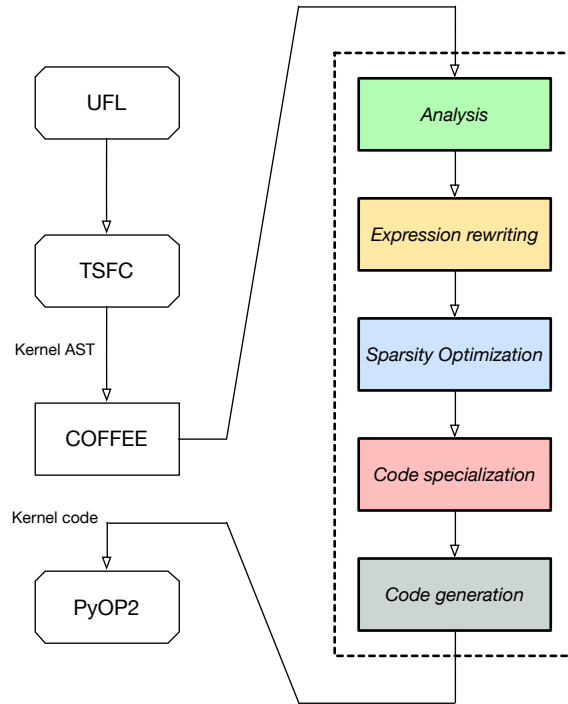 UFL
TSFC
Kernel AST
COFFEE
Kernel code
PyOP2
Analysis
Expression rewriting
Sparsity Optimization
Code specialization
Code generation